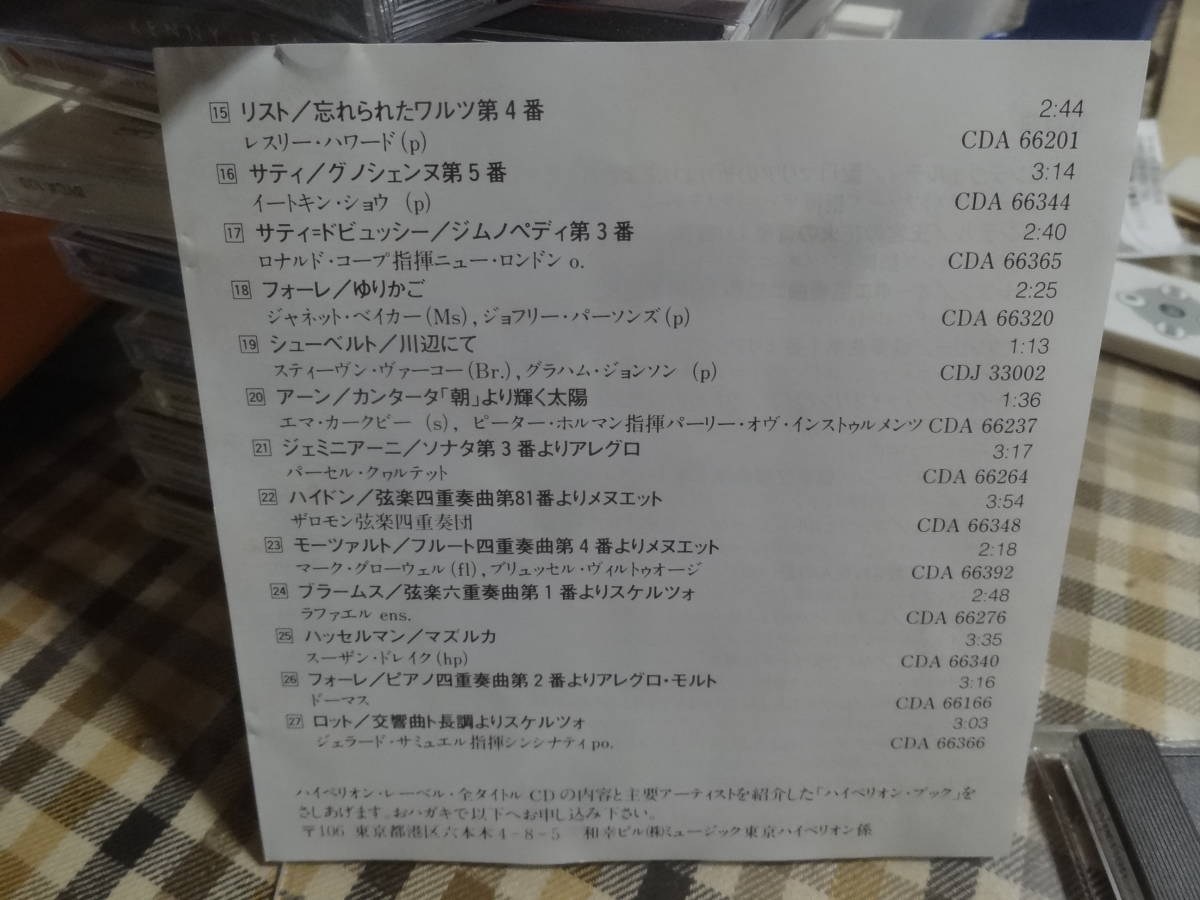 KENNY
15 リスト／忘れられたワルツ第4番 2:44
レスリー・ハワード(p) CDA 66201
16 サティ／グノシェンヌ第5番 3:14
イートキン・ショウ (p) CDA 66344
17 サティ=ドビュッシー／ジムノペディ第3番 2:40
ロナルド・コープ指揮ニュー・ロンドン o. CDA 66365
18 フォーレ／ゆりかご 2:25
ジャネット・ベイカー(Ms), ジョフリー・パーソンズ(p) CDA 66320
19 シューベルト／川辺にて 1:13
スティーヴン・ヴァーコー(Br.), グラハム・ジョンソン (p) CDJ 33002
20 アーン／カンタータ「朝」より輝く太陽 1:36
エマ・カークビー (s), ピーター・ホルマン指揮パーリー・オヴ・インストゥルメンツ CDA 66237
21 ジェミニアーニ／ソナタ第3番よりアレグロ 3:17
パーセル・クヮルテット CDA 66264
22 ハイドン／弦楽四重奏曲第81番よりメヌエット 3:54
ザロモン弦楽四重奏団 CDA 66348
23 モーツァルト／フルート四重奏曲第4番よりメヌエット 2:18
マーク・グローウェル(fl), ブリュッセル・ヴィルトゥオージ CDA 66392
24 ブラームス／弦楽六重奏曲第1番よりスケルツォ 2:48
ラファエル ens. CDA 66276
25 ハッセルマン／マズルカ 3:35
スーザン・ドレイク(hp) CDA 66340
26 フォーレ／ピアノ四重奏曲第2番よりアレグロ・モルト 3:16
ドーマス CDA 66166
27 ロット／交響曲ト長調よりスケルツォ 3:03
ジェラード・サミュエル指揮シンシナティpo. CDA 66366
ハイペリオン・レーベル・全タイトル CDの内容と主要アーティストを紹介した「ハイペリオン・ブック」を
さしあげます。おハガキで以下へお申し込み下さい。
〒106 東京都港区六本木4-8-5 和幸ビル㈱ミュージック東京ハイペリオン係